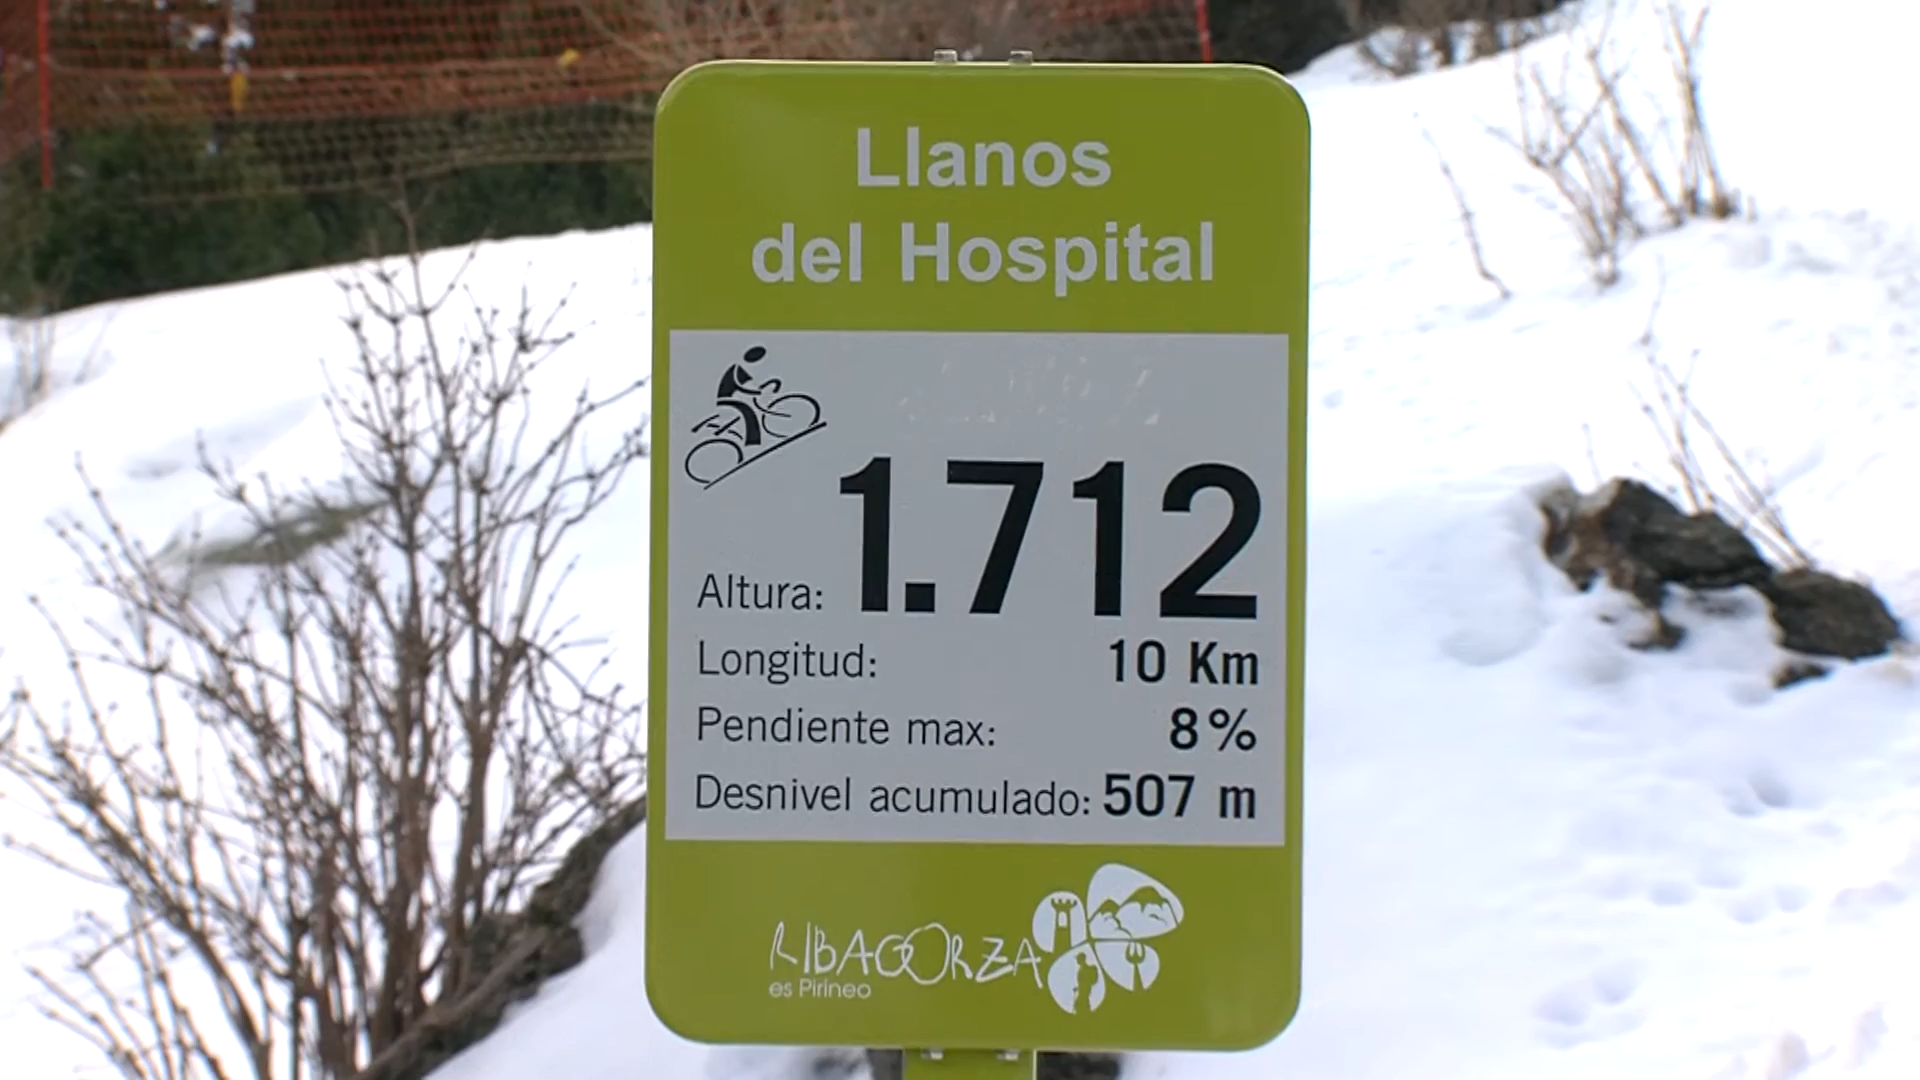 Llanos
del Hospital
Altura: 1.712
Longitud: 10 Km
Pendiente max: 8%
Desnivel acumulado: 507 m
RIBAGORZA
es Pirineo